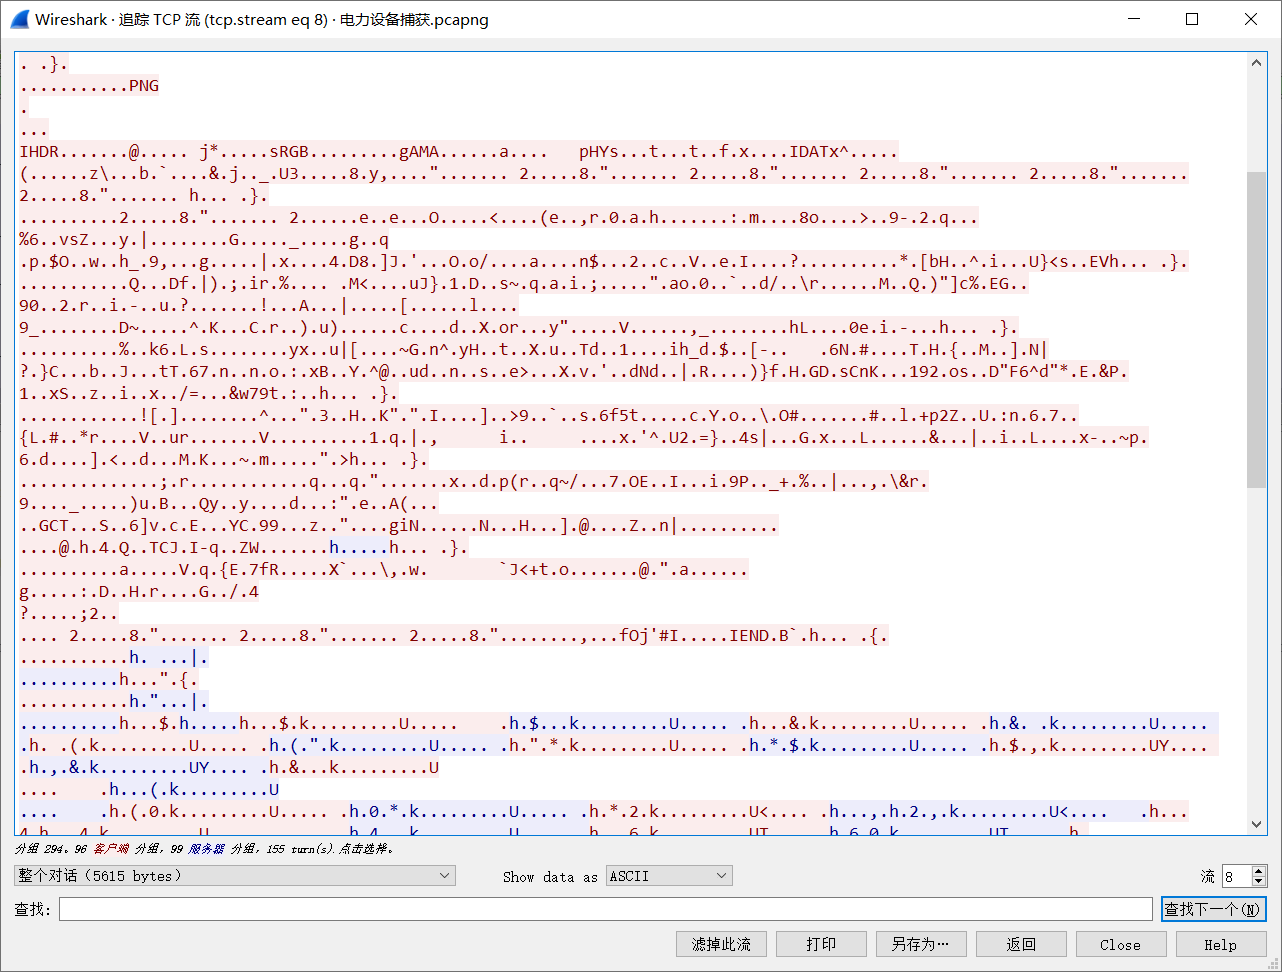 Wireshark · 追踪 TCP 流 (tcp.stream eq 8) · 电力设备捕获.pcapng
. .}.
...........PNG
.
...
IHDR.......@..... j*.....sRGB.........gAMA......a....   pHYs...t...t..f.x....IDATx^.....
(......z\...b.`....&.j.._.U3.....8.y,...."....... 2.....8."....... 2.....8."....... 2.....8."....... 2.....8.".......
2.....8."....... h... .}.
..........2.....8."....... 2......e..e...O.....<....(e..,r.0.a.h.......:.m....8o....>..9-.2.q...
%6..vsZ...y.|........G....._.....g..q
.p.$O..w..h_.9,...g.....|.x....4.D8.]J.'...O.o/....a....n$...2..c..V..e.I....?..........*.[bH..^.i...U}<s..EVh... .}.
...........Q...Df.|).;.ir.%.... .M<....uJ}.1.D..s~.q.a.i.;.....".ao.0..`..d/..\r......M..Q.)"]c%.EG..
90..2.r..i.-..u.?.......!...A...|.....[......l....
9_........D~.....^.K...C.r..).u)......c....d..X.or...y".....V......,_........hL....0e.i.-...h... .}.
..........%..k6.L.s........yx..u|[....~G.n^.yH..t..X.u..Td..1....ih_d.$..[-..   .6N.#....T.H.{..M..].N|
?.}C...b..J...tT.67.n..n.o.:.xB..Y.^@..ud..n..s..e>...X.v.'..dNd..|.R....)}f.H.GD.sCnK...192.os..D"F6^d"*.E.&P.
1..xS..z..i..x../=...&w79t.:..h... .}.
............![.]........^...".3..H..K".".I....]..>9..`..s.6f5t.....c.Y.o..\.O#.......#..l.+p2Z..U.:n.6.7..
{L.#..*r....V..ur.......V..........1.q.|.,      i..     ....x.'^.U2.=}..4s|...G.x...L......&...|..i..L....x-..~p.
6.d....].<..d...M.K...~.m.....".>h... .}.
..............;.r............q...q.".......x..d.p(r..q~/...7.OE..I...i.9P.._+.%..|...,.\&r.
9...._.....)u.B...Qy..y....d...:".e..A(...
..GCT...S..6]v.c.E...YC.99...z.."....giN......N...H...].@....Z..n|..........
....@.h.4.Q..TCJ.I-q..ZW.......h.....h... .}.
..........a.....V.q.{E.7fR.....X`...\,.w.       `J<+t.o.......@.".a......
g.....:.D..H.r....G../.4
?.....;2..
.... 2.....8."....... 2.....8."....... 2.....8."........,...fOj'#I.....IEND.B`.h... .{.
...........h. ...|.
..........h...".{.
...........h."...|.
..........h...$.h.....h...$.k.........U.....    .h.$...k.........U..... .h...&.k.........U..... .h.&. .k.........U.....
.h. .(.k.........U..... .h.(.".k.........U..... .h.".*.k.........U..... .h.*.$.k.........U..... .h.$.,.k.........UY....
.h.,.&.k.........UY.... .h.&...k.........U
....    .h...(.k.........U
....    .h.(.0.k.........U..... .h.0.*.k.........U..... .h.*.2.k.........U<.... .h...,.h.2.,.k.........U<....   .h...
分组 294。96 客户端 分组，99 服务器 分组，155 turn(s).点击选择。
整个对话（5615 bytes）
Show data as ASCII
流 8
查找:
查找下一个(N)
滤掉此流
打印
另存为…
返回
Close
Help